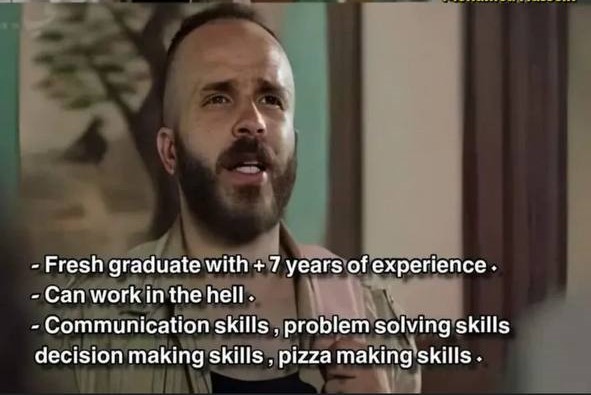 - Fresh graduate with + 7 years of experience .
- Can work in the hell .
- Communication skills , problem solving skills
decision making skills , pizza making skills .